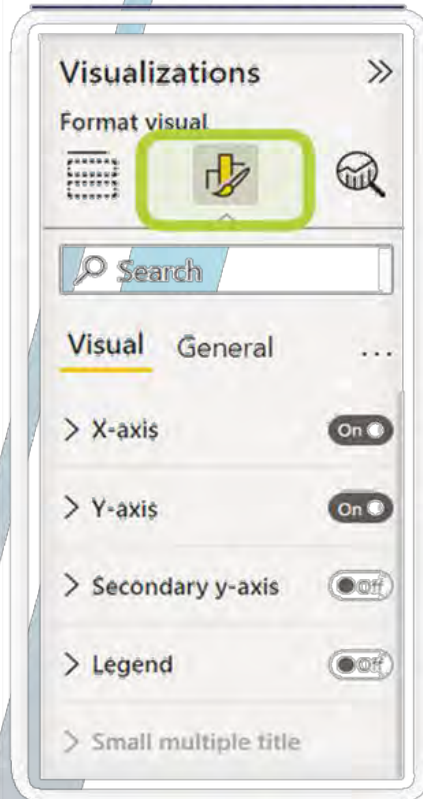 Visualizations
Format visual
Search
Visual General
X-axis On
Y-axis On
Secondary y-axis Off
Legend Off
Small multiple title